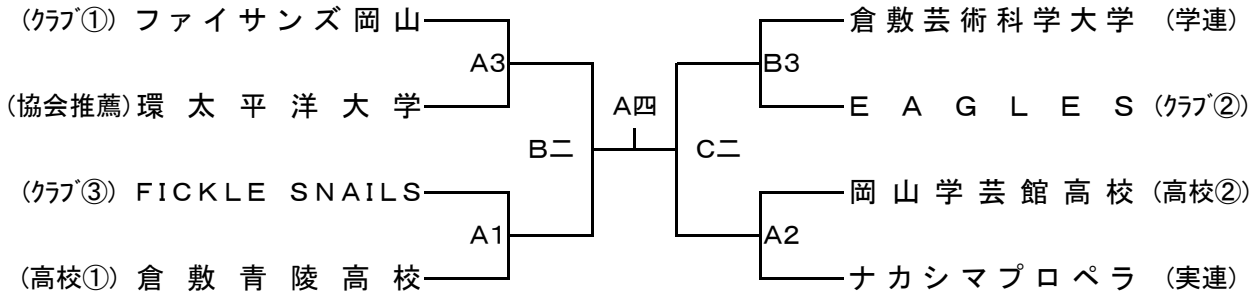 (ｸﾗﾌﾞ①) ファイサンズ岡山 倉敷芸術科学大学 (学連)
A3 B3
(協会推薦) 環太平洋大学 A四 EAGLES (ｸﾗﾌﾞ②)
B二 C二
(ｸﾗﾌﾞ③) FICKLE SNAILS 岡山学芸館高校 (高校②)
A1 A2
(高校①) 倉敷青陵高校 ナカシマプロペラ (実連)